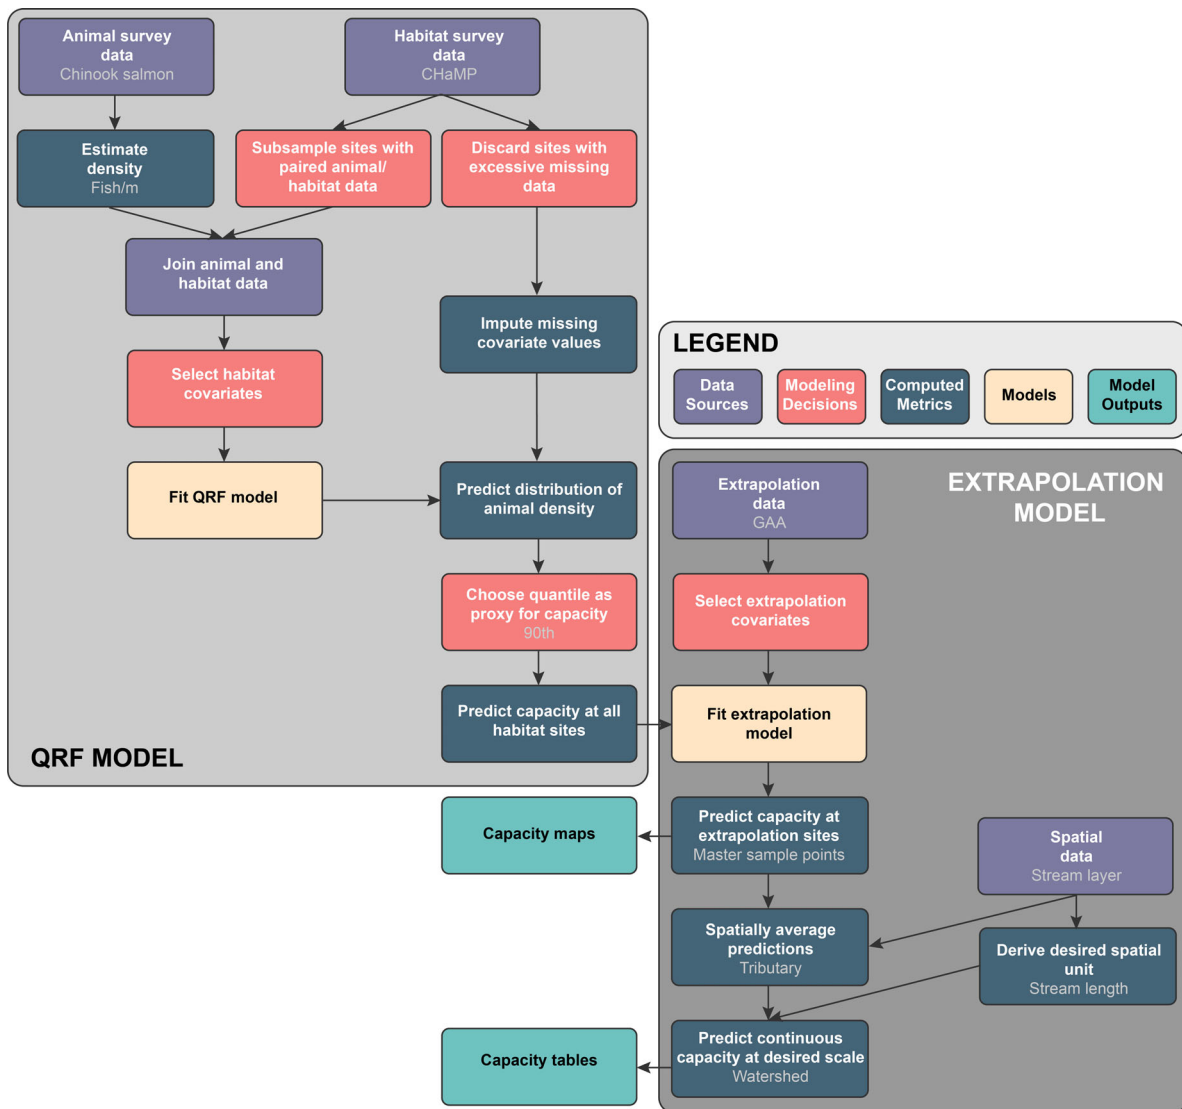 Animal survey
data
Chinook salmon
Habitat survey
data
CHaMP
Estimate
density
Fish/m
Subsample sites with
paired animal/
habitat data
Discard sites with
excessive missing
data
Join animal and
habitat data
Impute missing
covariate values
Select habitat
covariates
Fit QRF model
Predict distribution of
animal density
Choose quantile as
proxy for capacity
90th
Predict capacity at all
habitat sites
QRF MODEL
LEGEND
Data
Sources
Modeling
Decisions
Computed
Metrics
Models
Model
Outputs
EXTRAPOLATION
MODEL
Extrapolation
data
GAA
Select extrapolation
covariates
Fit extrapolation
model
Predict capacity at
extrapolation sites
Master sample points
Capacity maps
Spatial
data
Stream layer
Spatially average
predictions
Tributary
Derive desired spatial
unit
Stream length
Predict continuous
capacity at desired scale
Watershed
Capacity tables